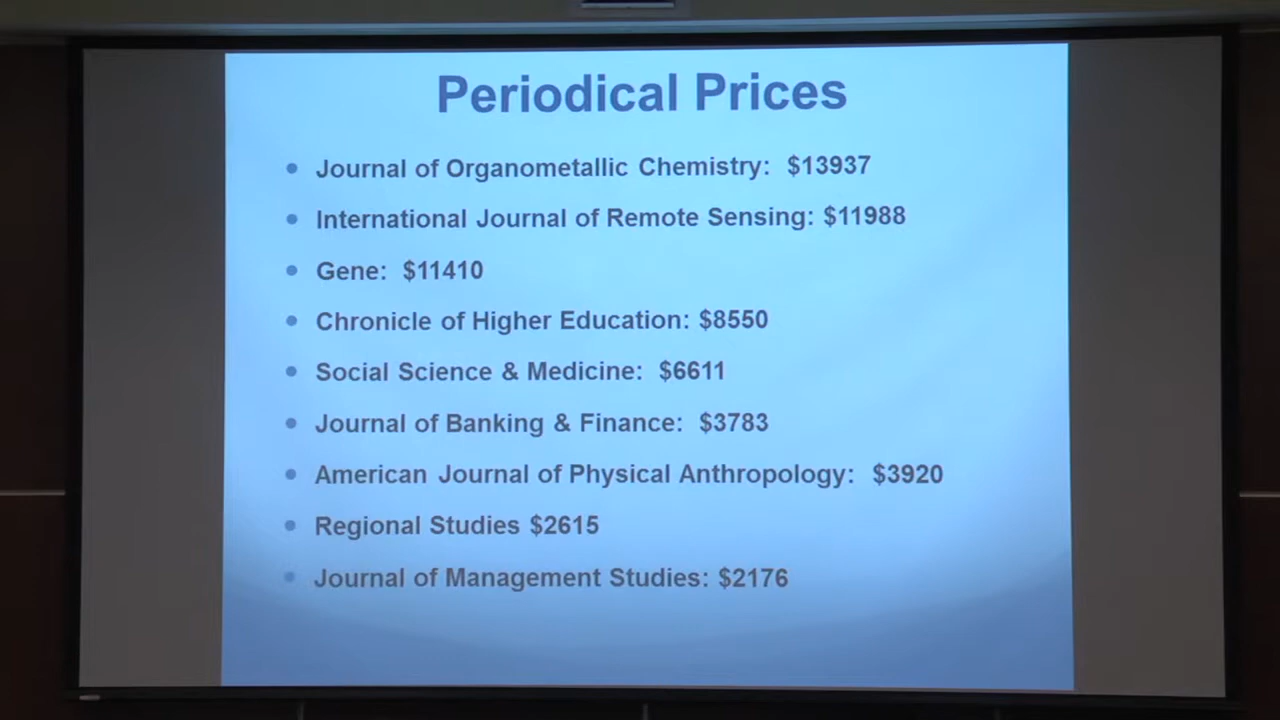 Periodical Prices
• Journal of Organometallic Chemistry: $13937
• International Journal of Remote Sensing: $11988
• Gene: $11410
• Chronicle of Higher Education: $8550
• Social Science & Medicine: $6611
• Journal of Banking & Finance: $3783
• American Journal of Physical Anthropology: $3920
• Regional Studies $2615
• Journal of Management Studies: $2176